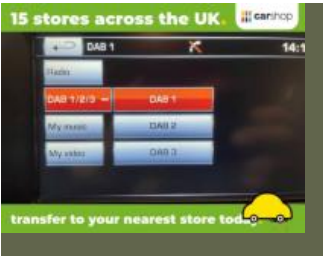 15 stores across the UK. carshop
DAB 1 14:1
Radio
DAB 1/2/3 DAB 1
My music DAB 2
My video DAB 3
transfer to your nearest store today